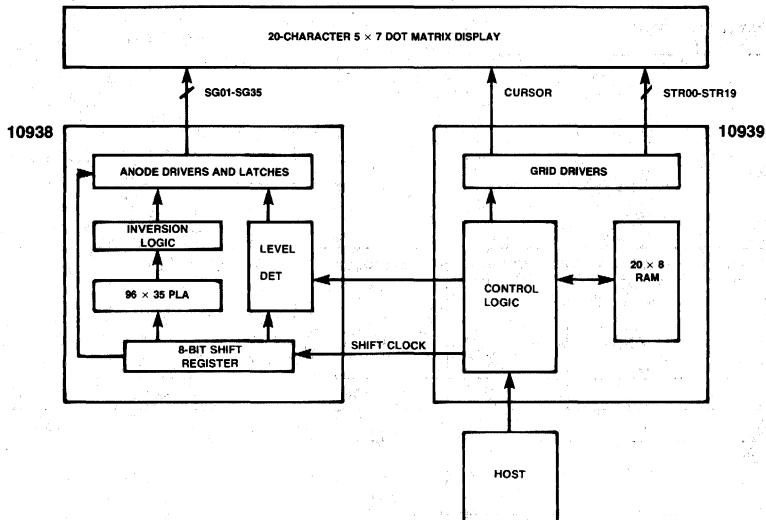 20-CHARACTER 5 × 7 DOT MATRIX DISPLAY
SG01-SG35
CURSOR
STR00-STR19
10938
10939
ANODE DRIVERS AND LATCHES
GRID DRIVERS
INVERSION
LOGIC
LEVEL
DET
96 × 35 PLA
CONTROL
LOGIC
20 × 8
RAM
8-BIT SHIFT
REGISTER
SHIFT CLOCK
HOST